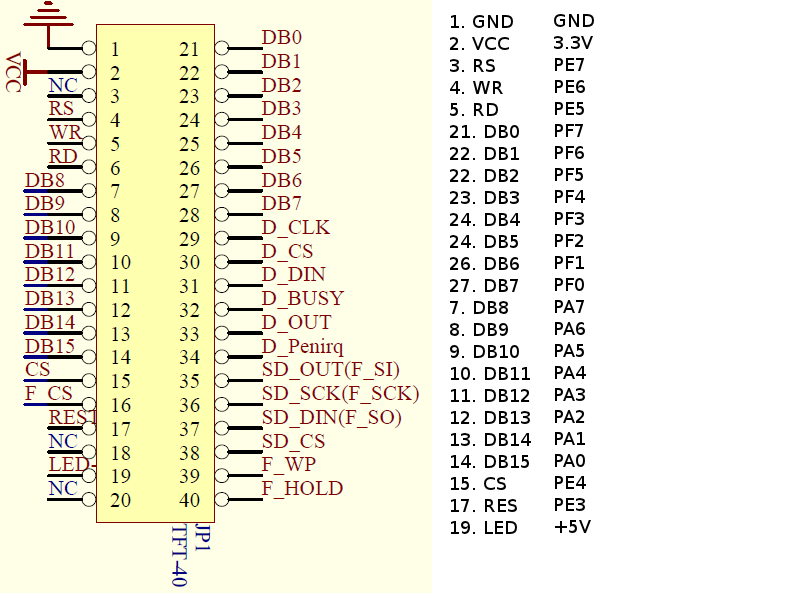 VCC
1 21 DB0
2 22 DB1
NC 3 23 DB2
RS 4 24 DB3
WR 5 25 DB4
RD 6 26 DB5
DB8 7 27 DB6
DB9 8 28 DB7
DB10 9 29 D_CLK
DB11 10 30 D_CS
DB12 11 31 D_DIN
DB13 12 32 D_BUSY
DB14 13 33 D_OUT
DB15 14 34 D_Penirq
CS 15 35 SD_OUT(F_SI)
F_CS 16 36 SD_SCK(F_SCK)
REST 17 37 SD_DIN(F_SO)
NC 18 38 SD_CS
LED- 19 39 F_WP
NC 20 40 F_HOLD
JP1
TFT-40
1. GND GND
2. VCC 3.3V
3. RS PE7
4. WR PE6
5. RD PE5
21. DB0 PF7
22. DB1 PF6
22. DB2 PF5
23. DB3 PF4
24. DB4 PF3
24. DB5 PF2
26. DB6 PF1
27. DB7 PF0
7. DB8 PA7
8. DB9 PA6
9. DB10 PA5
10. DB11 PA4
11. DB12 PA3
12. DB13 PA2
13. DB14 PA1
14. DB15 PA0
15. CS PE4
17. RES PE3
19. LED +5V